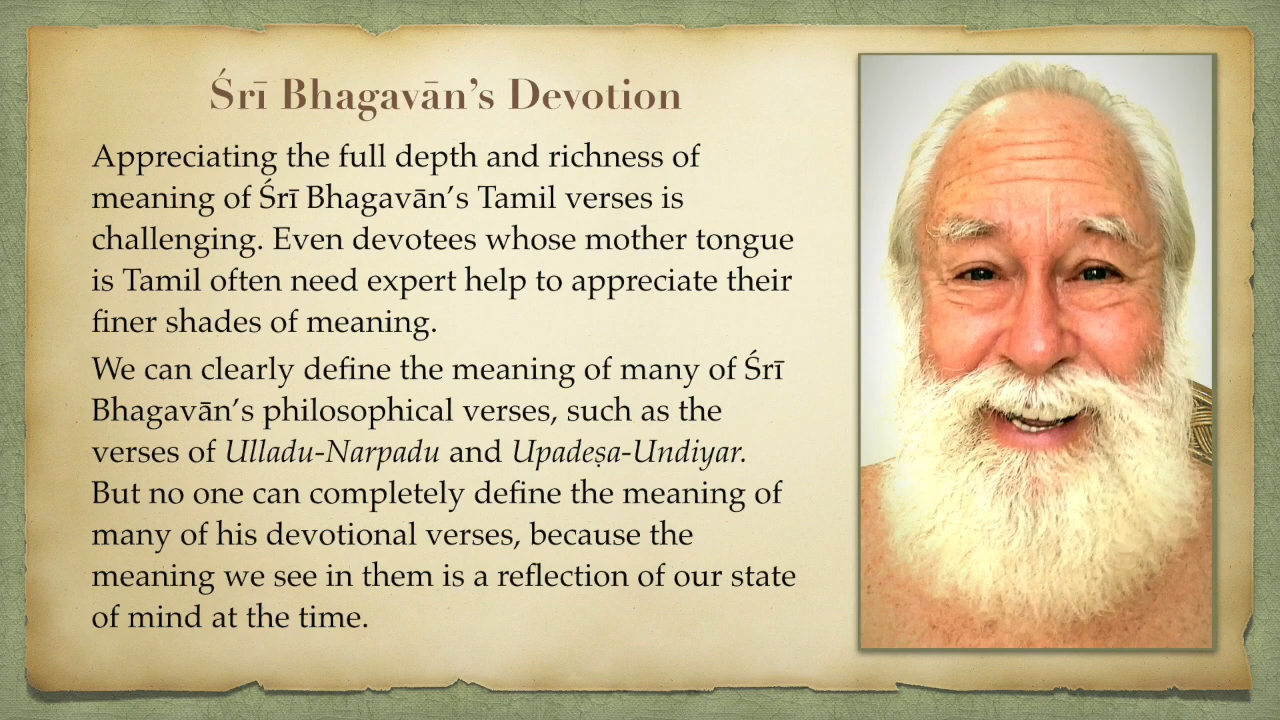 Śrī Bhagavān’s Devotion
Appreciating the full depth and richness of
meaning of Śrī Bhagavān’s Tamil verses is
challenging. Even devotees whose mother tongue
is Tamil often need expert help to appreciate their
finer shades of meaning.
We can clearly define the meaning of many of Śrī
Bhagavān’s philosophical verses, such as the
verses of Ulladu-Narpadu and Upadeṣa-Undiyar.
But no one can completely define the meaning of
many of his devotional verses, because the
meaning we see in them is a reflection of our state
of mind at the time.